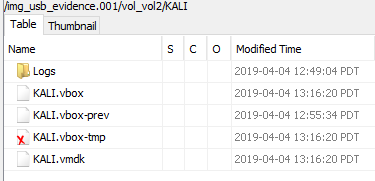 /img_usb_evidence.001/vol_vol2/KALI
Table Thumbnail
Name S C O Modified Time
Logs 2019-04-04 12:49:04 PDT
KALI.vbox 2019-04-04 13:16:20 PDT
KALI.vbox-prev 2019-04-04 12:55:34 PDT
KALI.vbox-tmp 2019-04-04 13:16:20 PDT
KALI.vmdk 2019-04-04 13:16:20 PDT